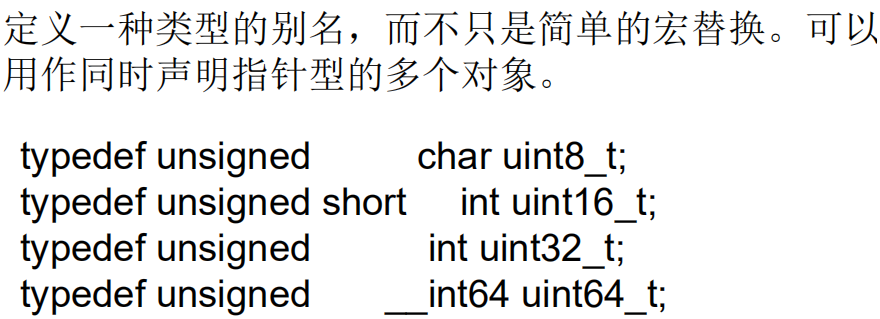 定义一种类型的别名，而不只是简单的宏替换。可以
用作同时声明指针型的多个对象。
typedef unsigned char uint8_t;
typedef unsigned short int uint16_t;
typedef unsigned int uint32_t;
typedef unsigned __int64 uint64_t;